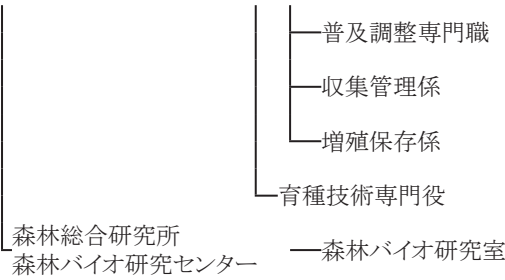 普及調整専門職
収集管理係
増殖保存係
育種技術専門役
森林総合研究所
森林バイオ研究センター
森林バイオ研究室